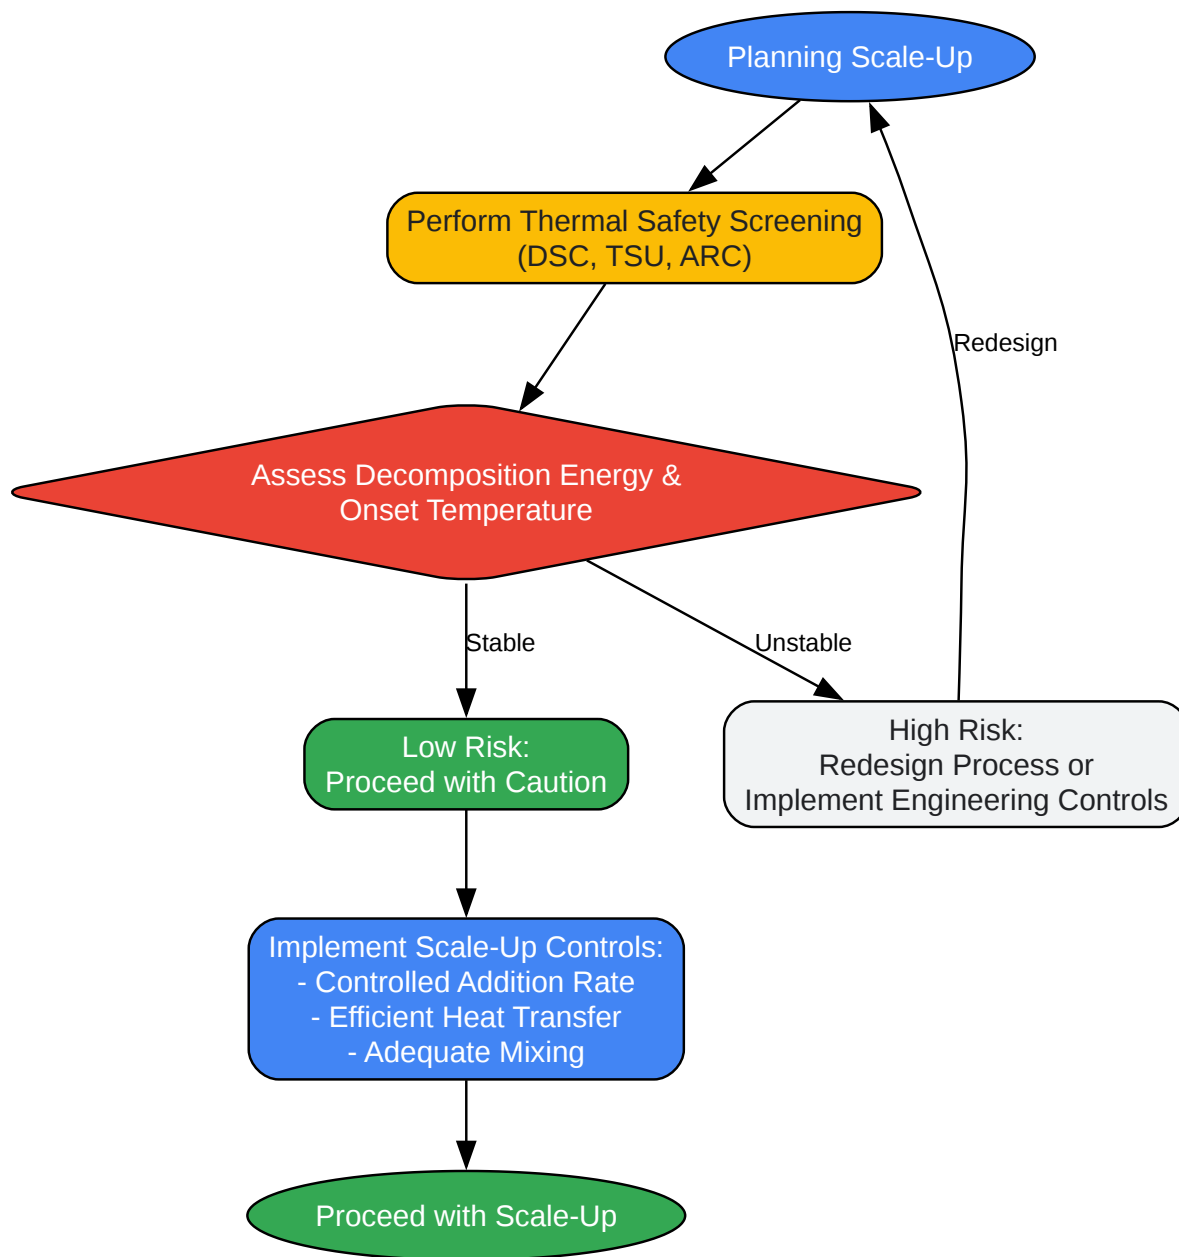 Planning Scale-Up
Perform Thermal Safety Screening
(DSC, TSU, ARC)
Redesign
Assess Decomposition Energy &
Onset Temperature
Stable
Unstable
Low Risk:
Proceed with Caution
High Risk:
Redesign Process or
Implement Engineering Controls
Implement Scale-Up Controls:
- Controlled Addition Rate
- Efficient Heat Transfer
- Adequate Mixing
Proceed with Scale-Up